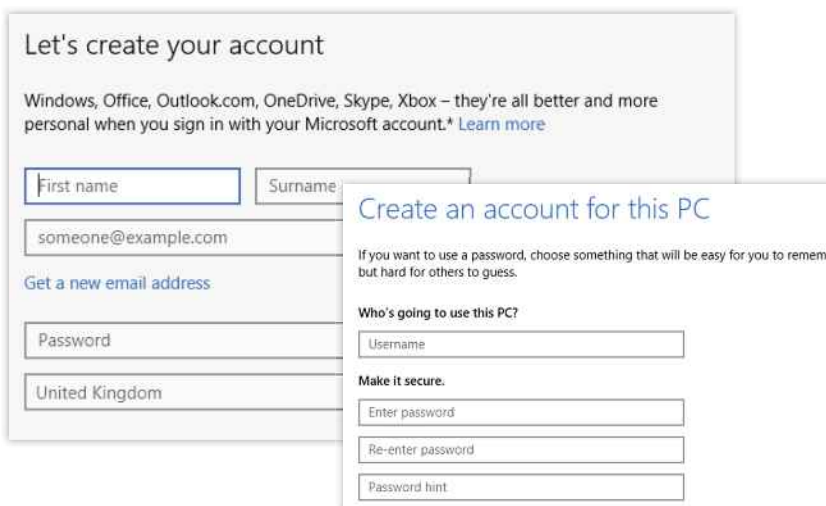 Let's create your account
Windows, Office, Outlook.com, OneDrive, Skype, Xbox – they're all better and more
personal when you sign in with your Microsoft account.* Learn more
First name
Surname
someone@example.com
Get a new email address
Password
United Kingdom
Create an account for this PC
If you want to use a password, choose something that will be easy for you to remem
but hard for others to guess.
Who's going to use this PC?
Username
Make it secure.
Enter password
Re-enter password
Password hint